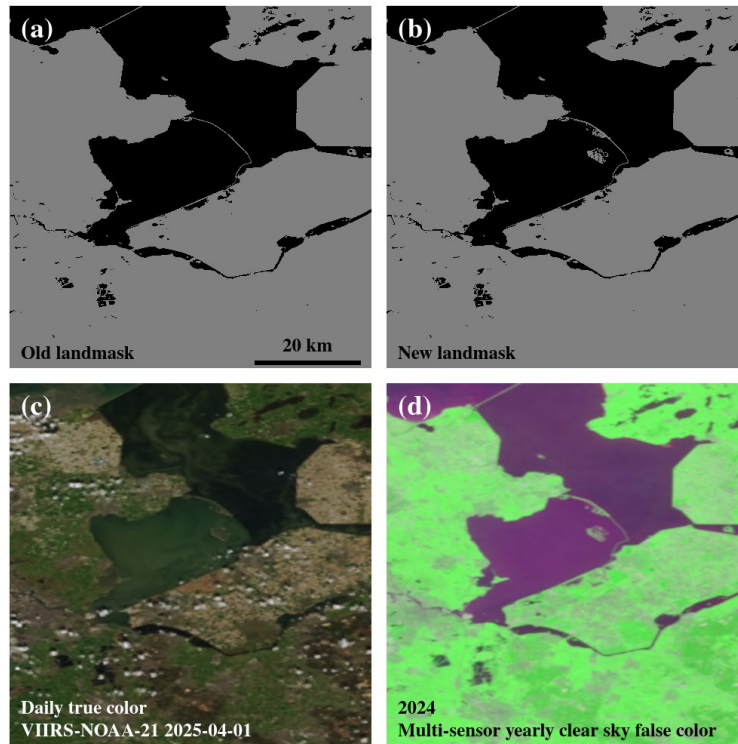 (a)
(b)
Old landmask
20 km
New landmask
(c)
(d)
Daily true color
VIIRS-NOAA-21 2025-04-01
2024
Multi-sensor yearly clear sky false color